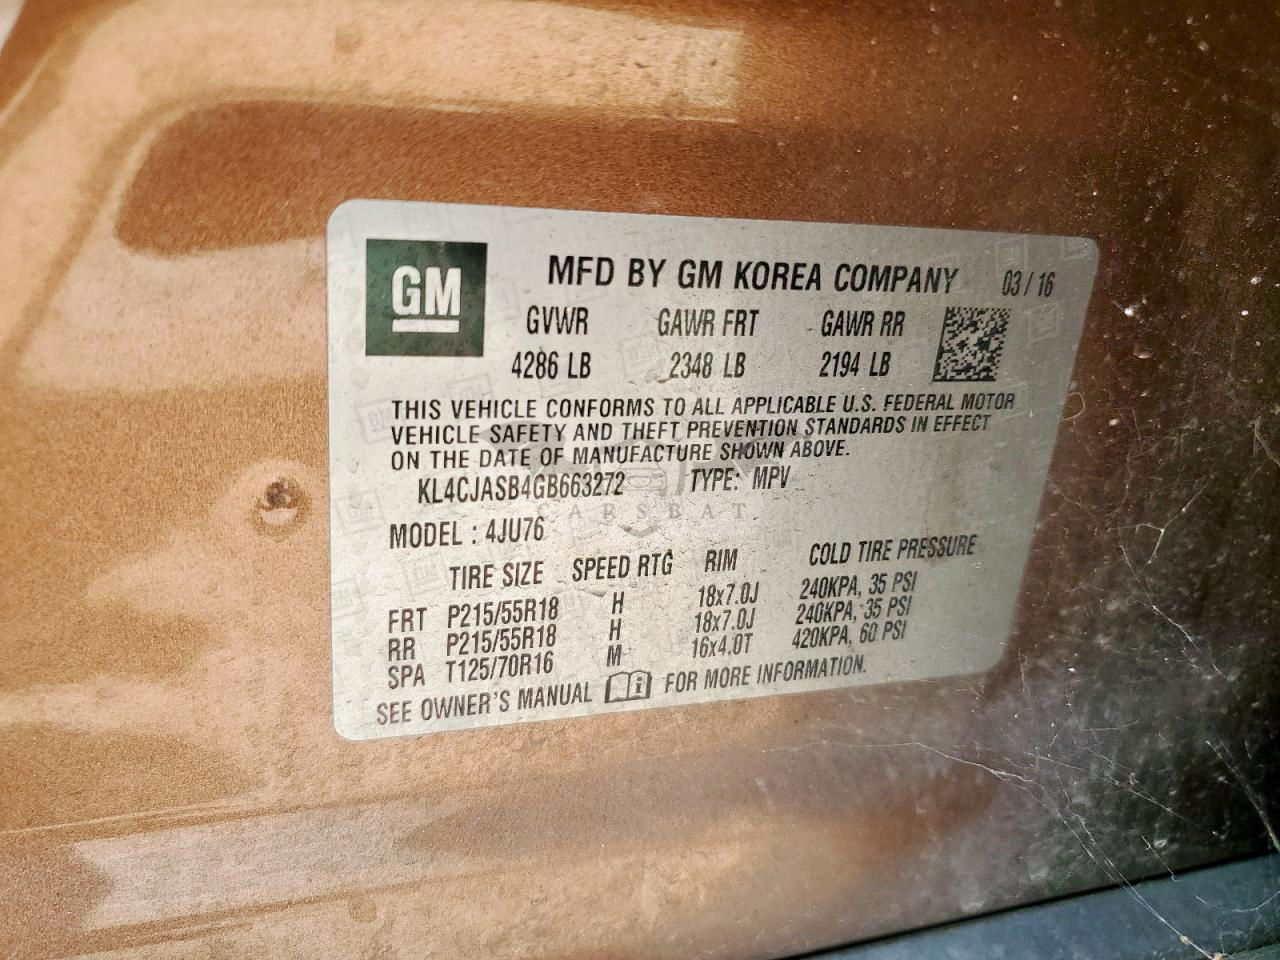 GM
MFD BY GM KOREA COMPANY 03/16
GVWR GAWR FRT GAWR RR
4286 LB 2348 LB 2194 LB
THIS VEHICLE CONFORMS TO ALL APPLICABLE U.S. FEDERAL MOTOR
VEHICLE SAFETY AND THEFT PREVENTION STANDARDS IN EFFECT
ON THE DATE OF MANUFACTURE SHOWN ABOVE.
KL4CJASB4GB663272 TYPE: MPV
CARSBAT
MODEL : 4JU76
TIRE SIZE SPEED RTG RIM COLD TIRE PRESSURE
FRT P215/55R18 H 18x7.0J 240KPA, 35 PSI
RR P215/55R18 H 18x7.0J 240KPA, 35 PSI
SPA T125/70R16 M 16x4.0T 420KPA, 60 PSI
SEE OWNER'S MANUAL FOR MORE INFORMATION.